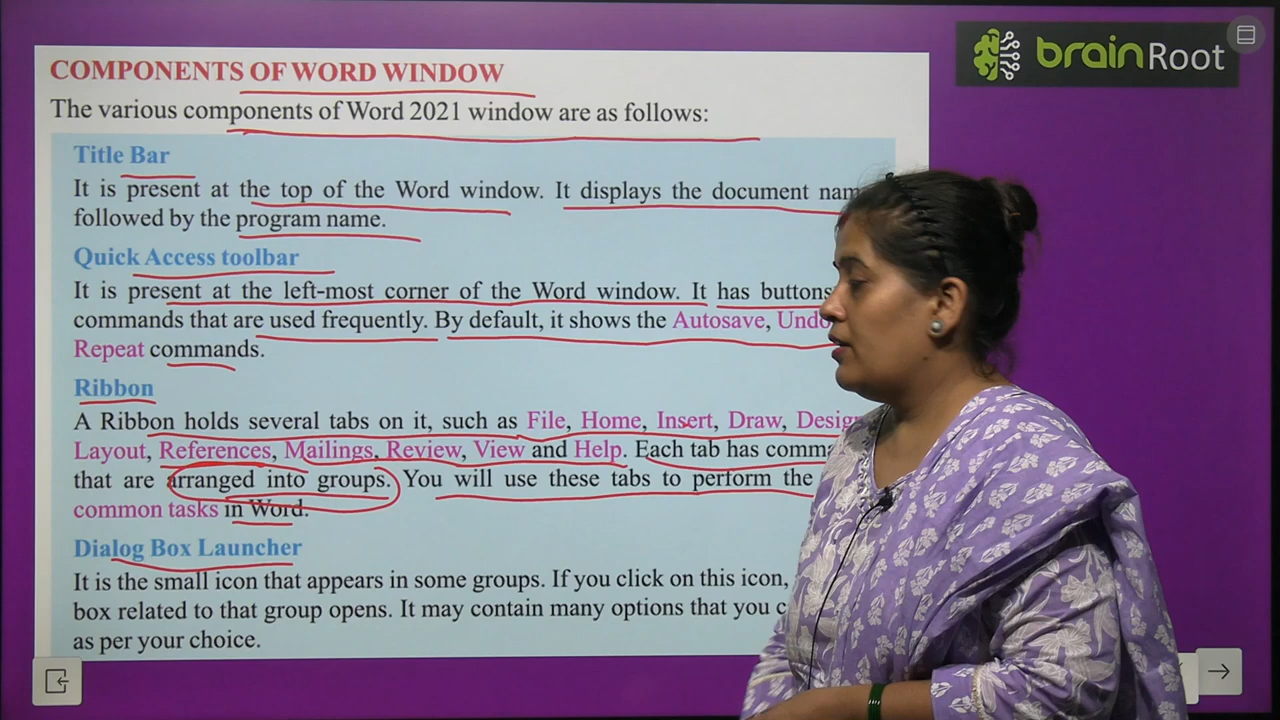 brainRoot
COMPONENTS OF WORD WINDOW
The various components of Word 2021 window are as follows:
Title Bar
It is present at the top of the Word window. It displays the document
followed by the program name.
Quick Access toolbar
It is present at the left-most corner of the Word window. It has buttons
commands that are used frequently. By default, it shows the Autosave,
Repeat commands.
Ribbon
A Ribbon holds several tabs on it, such as File, Home, Insert, Draw,
Layout, References, Mailings, Review, View and Help. Each tab has
that are arranged into groups. You will use these tabs to perform the
common tasks in Word.
Dialog Box Launcher
It is the small icon that appears in some groups. If you click on this icon,
box related to that group opens. It may contain many options that you
as per your choice.